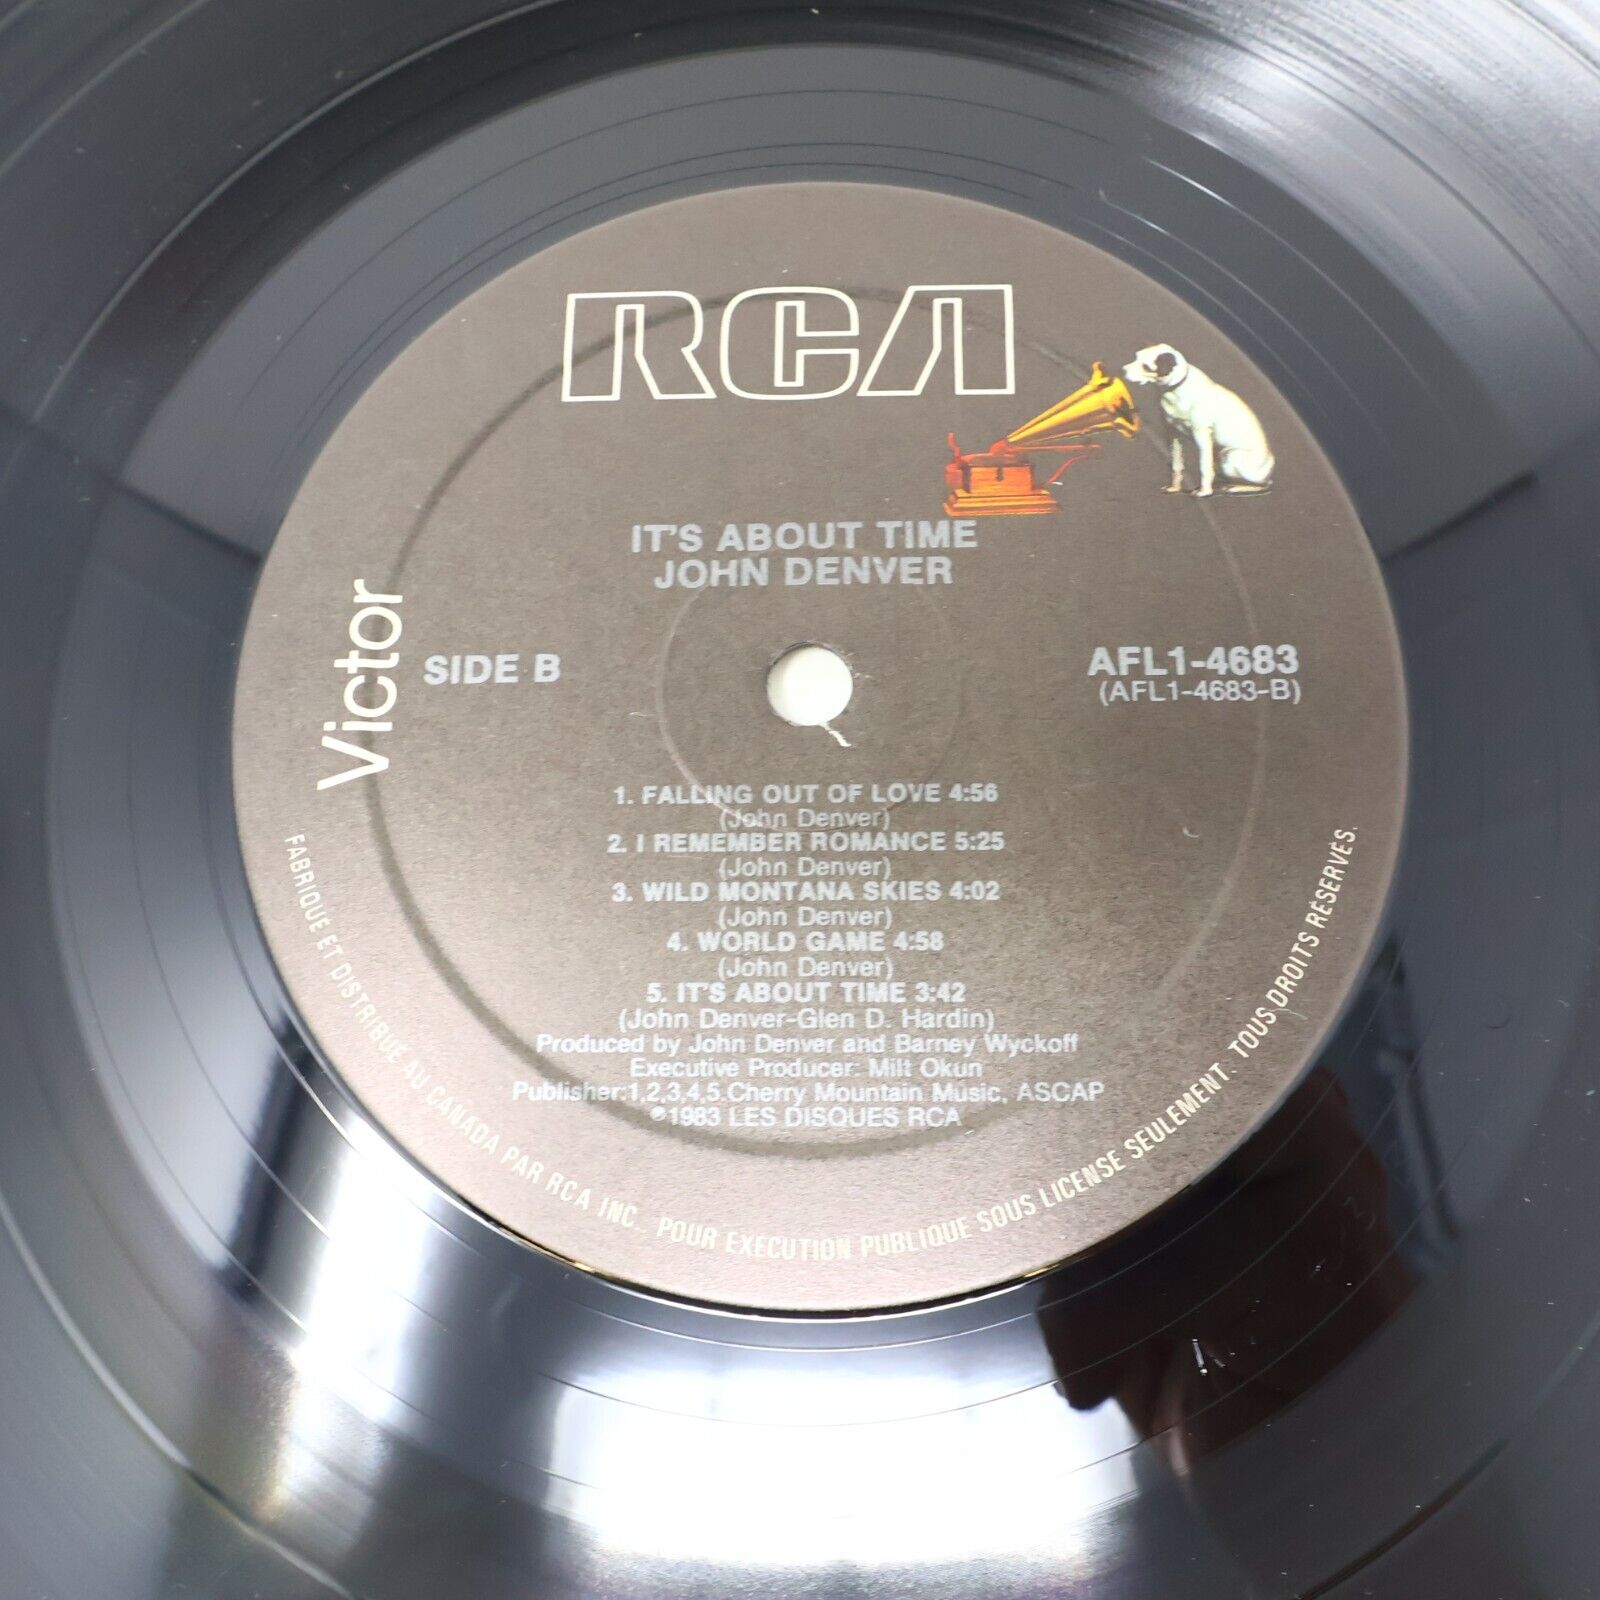 RCA
IT'S ABOUT TIME
JOHN DENVER
Victor
SIDE B
AFL1-4683
(AFL1-4683-B)
1. FALLING OUT OF LOVE 4:56
(John Denver)
2. I REMEMBER ROMANCE 5:25
(John Denver)
3. WILD MONTANA SKIES 4:02
(John Denver)
4. WORLD GAME 4:58
(John Denver)
5. IT'S ABOUT TIME 3:42
(John Denver-Glen D. Hardin)
Produced by John Denver and Barney Wyckoff
Executive Producer: Milt Okun
Publisher:1,2,3,4,5.Cherry Mountain Music, ASCAP
℗1983 LES DISQUES RCA
FABRIQUÉ ET DISTRIBUÉ AU CANADA PAR RCA INC.. POUR EXECUTION PUBLIQUE SOUS LICENSE SEULEMENT. TOUS DROITS RÉSERVÉS.